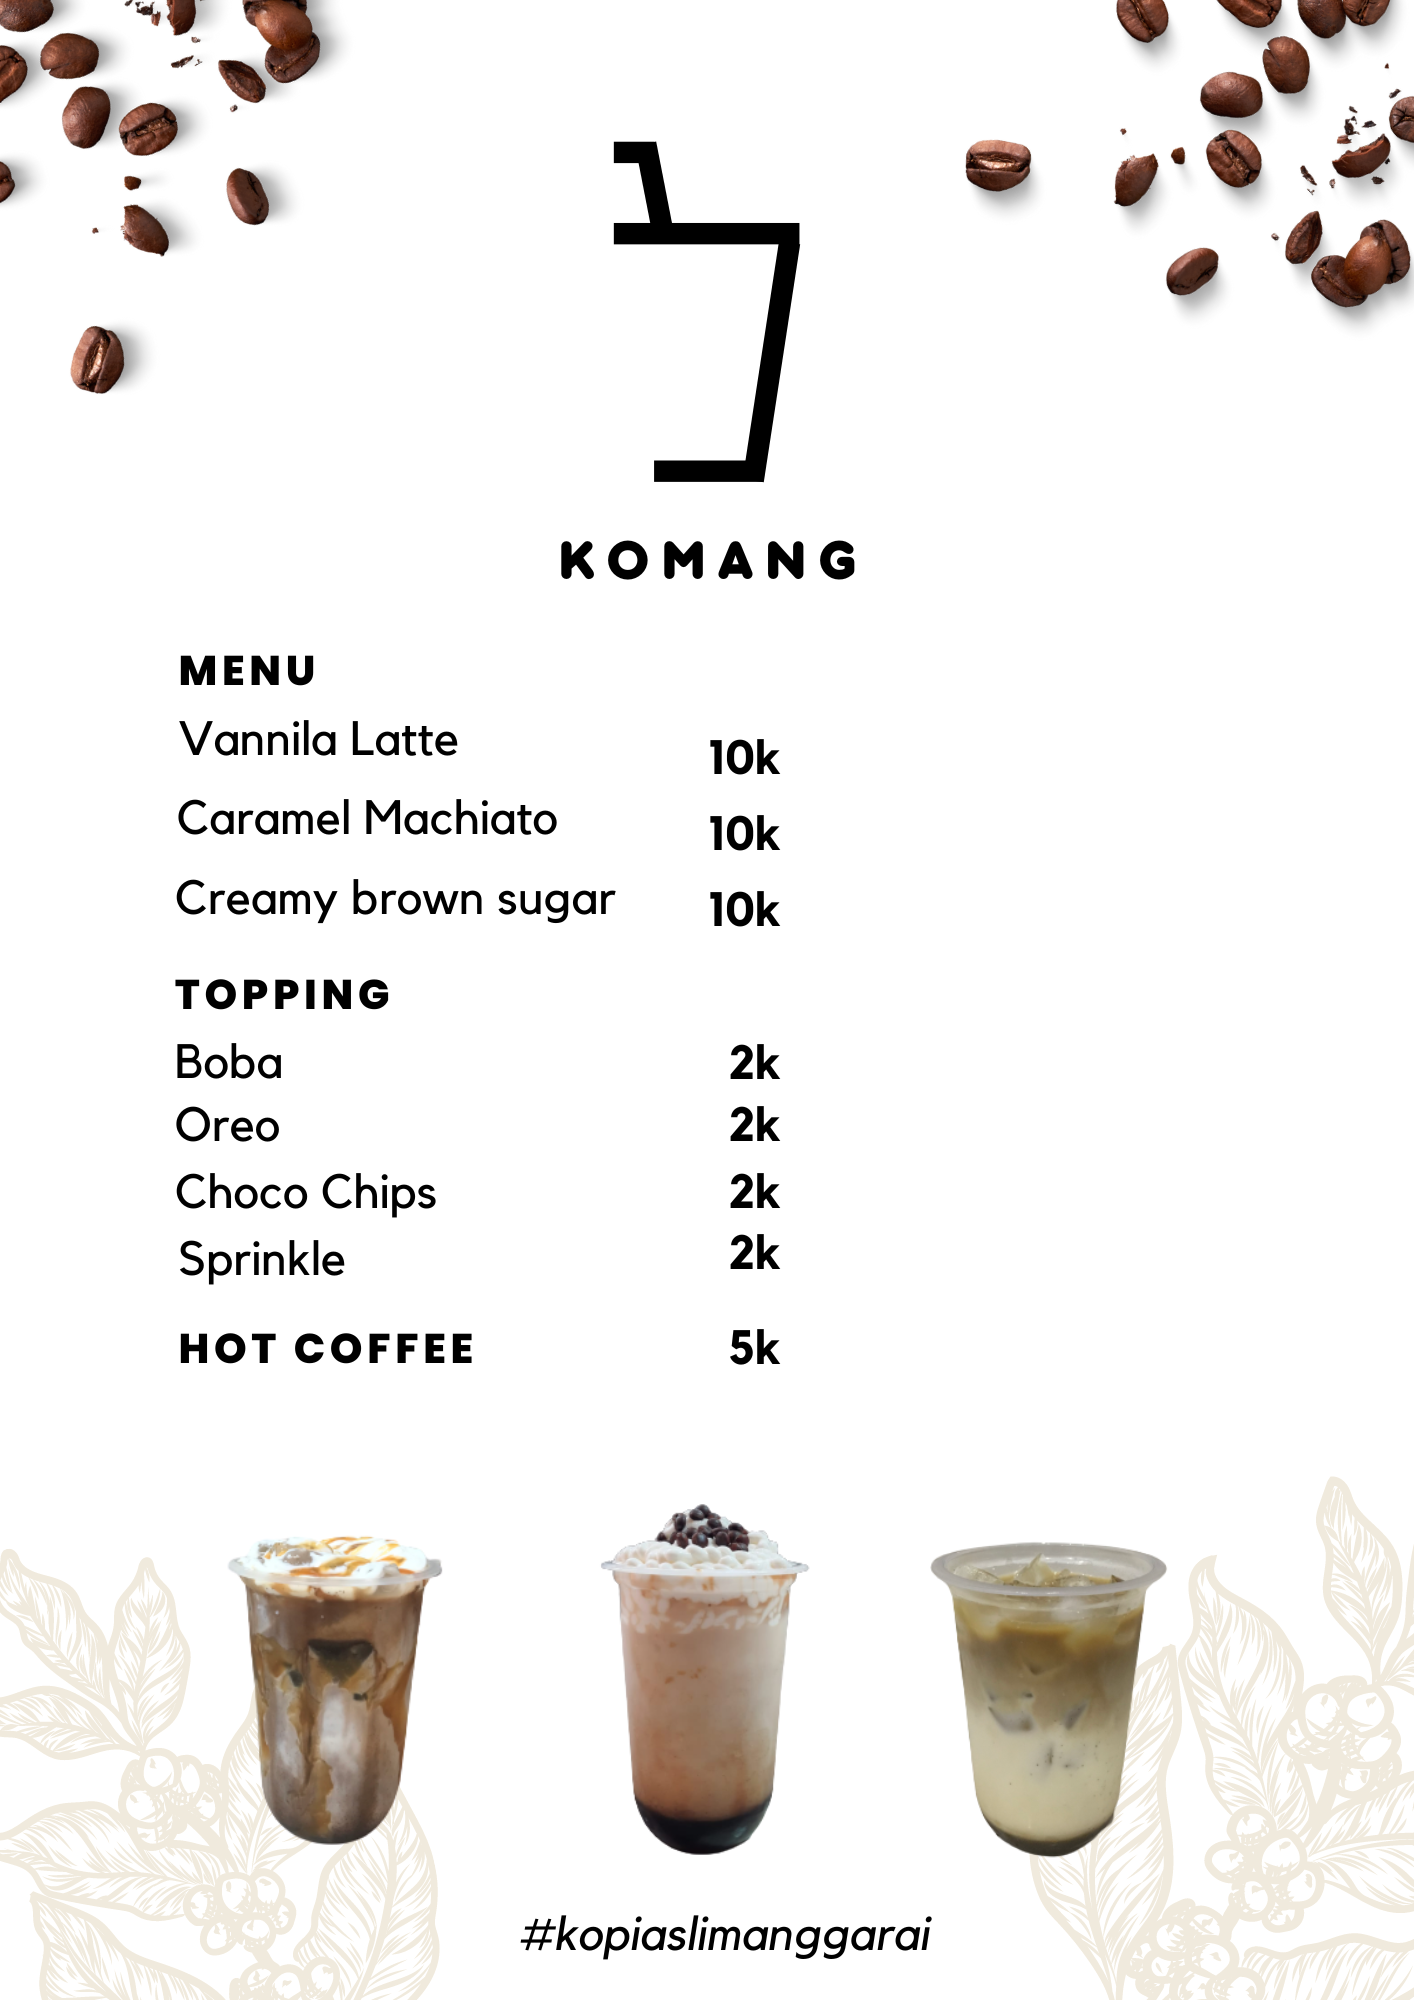 KOMANG
MENU
Vannila Latte 10k
Caramel Machiato 10k
Creamy brown sugar 10k
TOPPING
Boba 2k
Oreo 2k
Choco Chips 2k
Sprinkle 2k
HOT COFFEE 5k
#kopiaslimanggarai